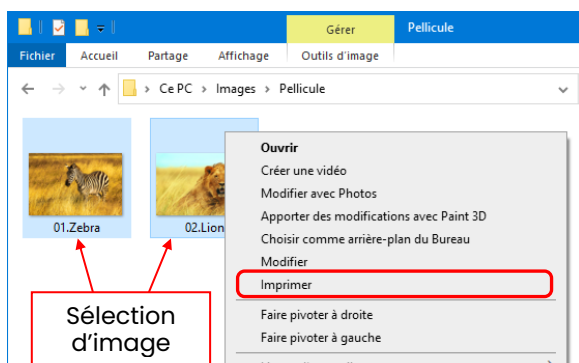 Gérer
Pellicule
Fichier
Accueil
Partage
Affichage
Outils d'image
Ce PC > Images > Pellicule
Ouvrir
Créer une vidéo
Modifier avec Photos
Apporter des modifications avec Paint 3D
Choisir comme arrière-plan du Bureau
Modifier
Imprimer
Faire pivoter à droite
Faire pivoter à gauche
01.Zebra
02.Lion
Sélection
d'image